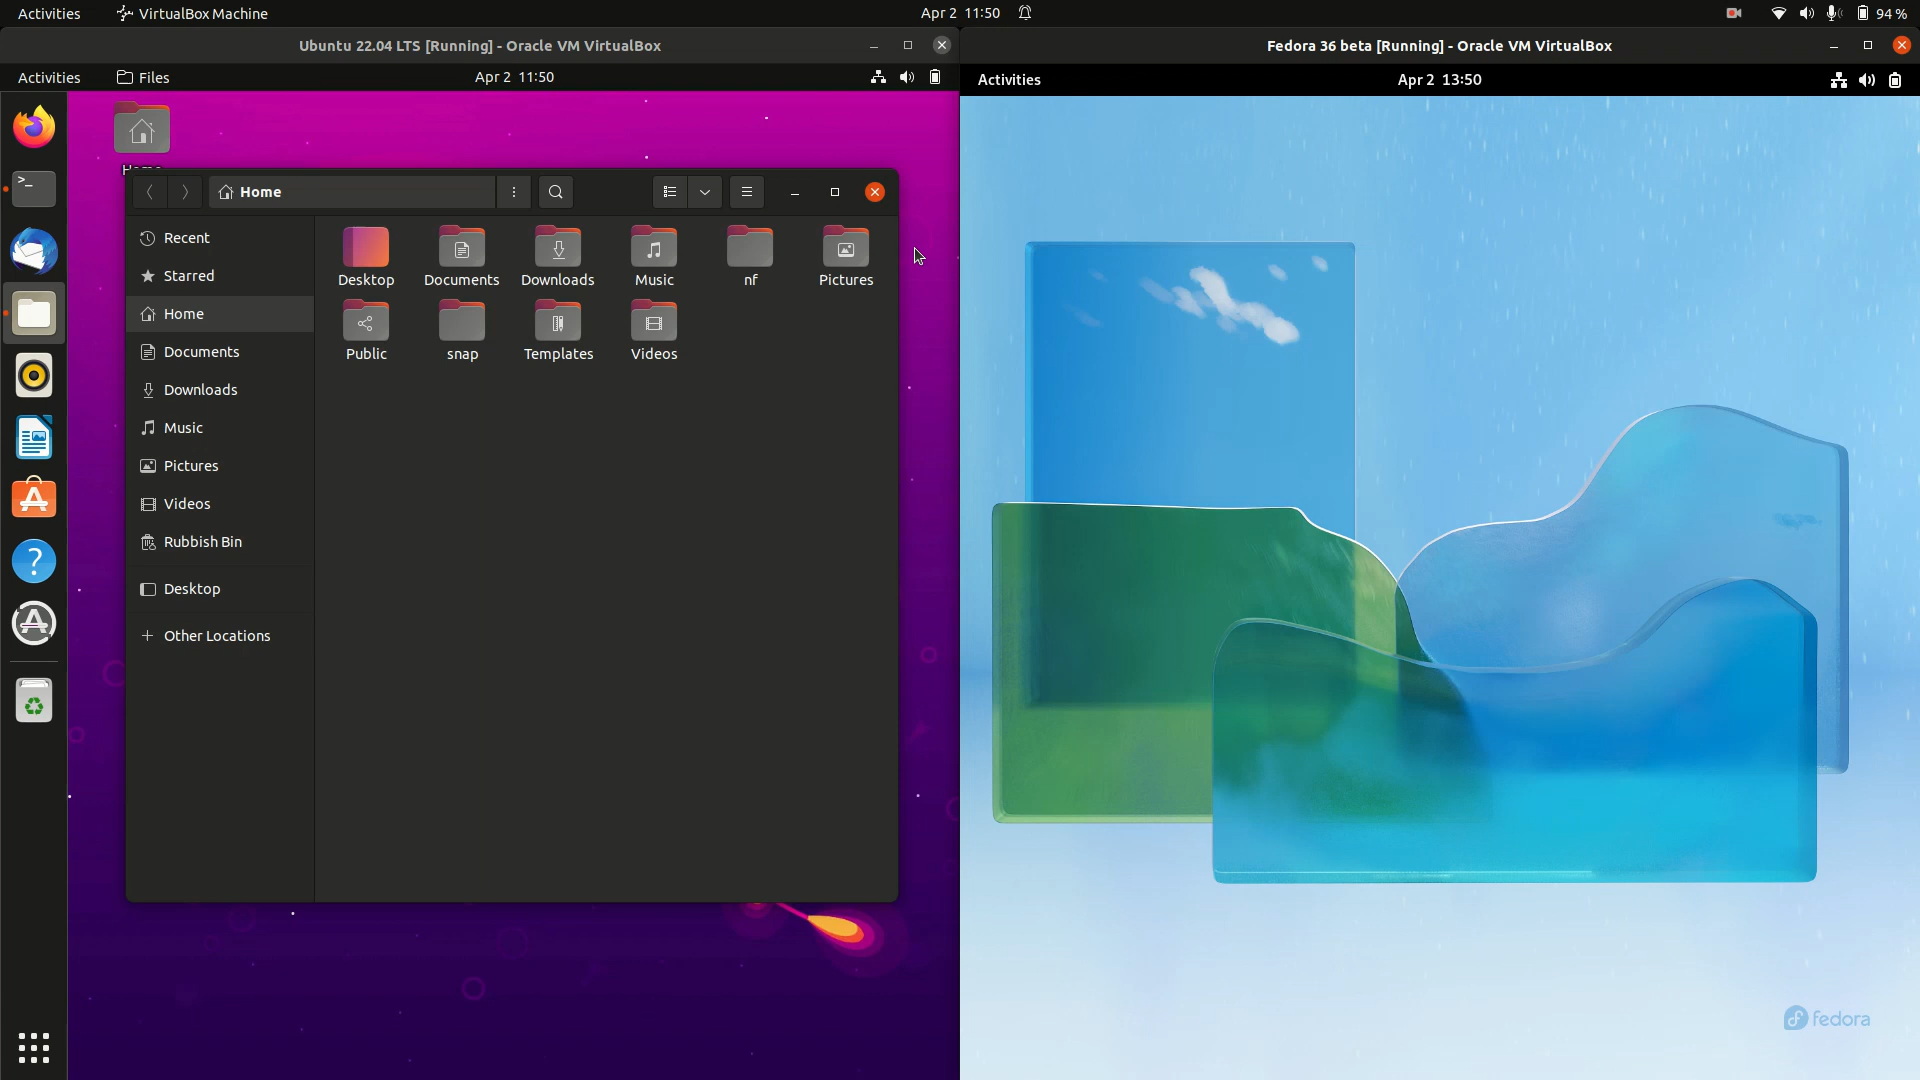 Activities
VirtualBox Machine
Apr 2 11:50
94 %
Ubuntu 22.04 LTS [Running] - Oracle VM VirtualBox
Activities
Files
Apr 2 11:50
Home
Home
Recent
Starred
Home
Documents
Downloads
Music
Pictures
Videos
Rubbish Bin
Desktop
Other Locations
Desktop
Documents
Downloads
Music
nf
Pictures
Public
snap
Templates
Videos
Fedora 36 beta [Running] - Oracle VM VirtualBox
Activities
Apr 2 13:50
fedora